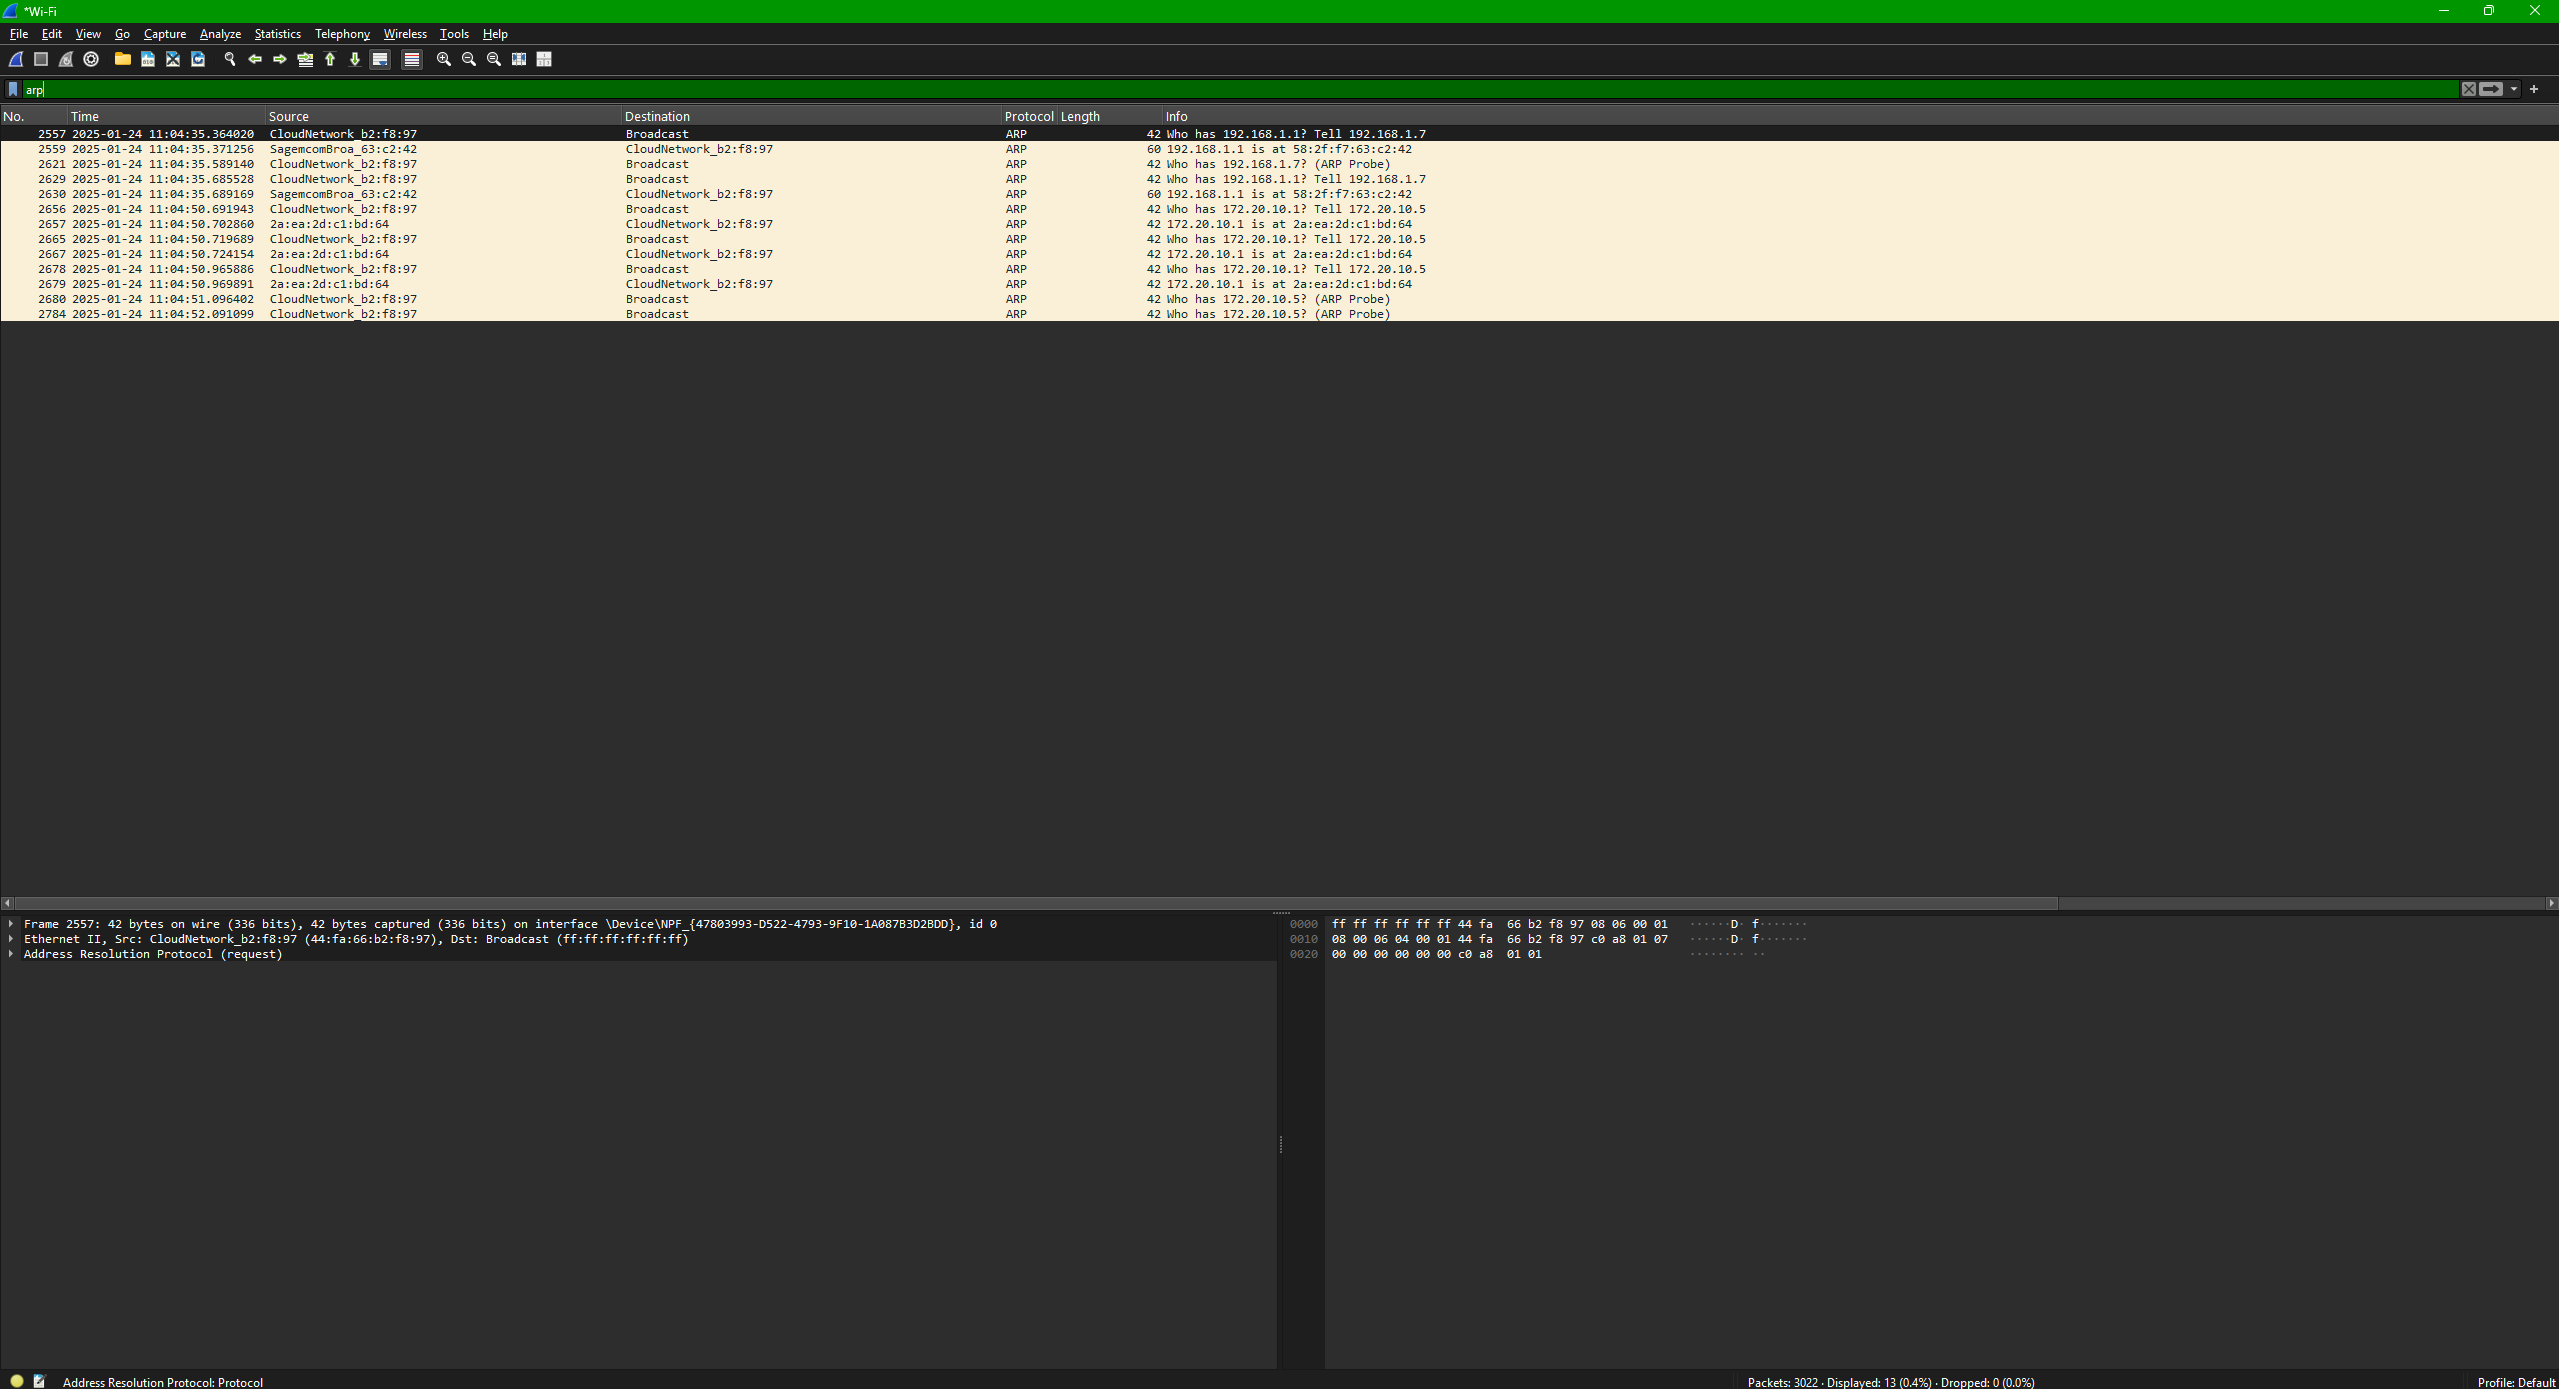 *Wi-Fi
File Edit View Go Capture Analyze Statistics Telephony Wireless Tools Help
arp
No. Time Source Destination Protocol Length Info
2557 2025-01-24 11:04:35.364020 CloudNetwork_b2:f8:97 Broadcast ARP 42 Who has 192.168.1.1? Tell 192.168.1.7
2559 2025-01-24 11:04:35.371256 SagemcomBroa_63:c2:42 CloudNetwork_b2:f8:97 ARP 60 192.168.1.1 is at 58:2f:f7:63:c2:42
2621 2025-01-24 11:04:35.589140 CloudNetwork_b2:f8:97 Broadcast ARP 42 Who has 192.168.1.7? (ARP Probe)
2629 2025-01-24 11:04:35.685528 CloudNetwork_b2:f8:97 Broadcast ARP 42 Who has 192.168.1.1? Tell 192.168.1.7
2630 2025-01-24 11:04:35.689169 SagemcomBroa_63:c2:42 CloudNetwork_b2:f8:97 ARP 60 192.168.1.1 is at 58:2f:f7:63:c2:42
2656 2025-01-24 11:04:50.691943 CloudNetwork_b2:f8:97 Broadcast ARP 42 Who has 172.20.10.1? Tell 172.20.10.5
2657 2025-01-24 11:04:50.702860 2a:ea:2d:c1:bd:64 CloudNetwork_b2:f8:97 ARP 42 172.20.10.1 is at 2a:ea:2d:c1:bd:64
2665 2025-01-24 11:04:50.719689 CloudNetwork_b2:f8:97 Broadcast ARP 42 Who has 172.20.10.1? Tell 172.20.10.5
2667 2025-01-24 11:04:50.724154 2a:ea:2d:c1:bd:64 CloudNetwork_b2:f8:97 ARP 42 172.20.10.1 is at 2a:ea:2d:c1:bd:64
2678 2025-01-24 11:04:50.965886 CloudNetwork_b2:f8:97 Broadcast ARP 42 Who has 172.20.10.1? Tell 172.20.10.5
2679 2025-01-24 11:04:50.969891 2a:ea:2d:c1:bd:64 CloudNetwork_b2:f8:97 ARP 42 172.20.10.1 is at 2a:ea:2d:c1:bd:64
2680 2025-01-24 11:04:51.096402 CloudNetwork_b2:f8:97 Broadcast ARP 42 Who has 172.20.10.5? (ARP Probe)
2784 2025-01-24 11:04:52.091099 CloudNetwork_b2:f8:97 Broadcast ARP 42 Who has 172.20.10.5? (ARP Probe)
Frame 2557: 42 bytes on wire (336 bits), 42 bytes captured (336 bits) on interface \Device\NPF_{47803993-D522-4793-9F10-1A087B3D2BDD}, id 0
Ethernet II, Src: CloudNetwork_b2:f8:97 (44:fa:66:b2:f8:97), Dst: Broadcast (ff:ff:ff:ff:ff:ff)
Address Resolution Protocol (request)
0000 ff ff ff ff ff ff 44 fa 66 b2 f8 97 08 06 00 01 ······D· f·······
0010 08 00 06 04 00 01 44 fa 66 b2 f8 97 c0 a8 01 07 ······D· f·······
0020 00 00 00 00 00 00 c0 a8 01 01 ········ ··
Address Resolution Protocol: Protocol
Packets: 3022 · Displayed: 13 (0.4%) · Dropped: 0 (0.0%)
Profile: Default